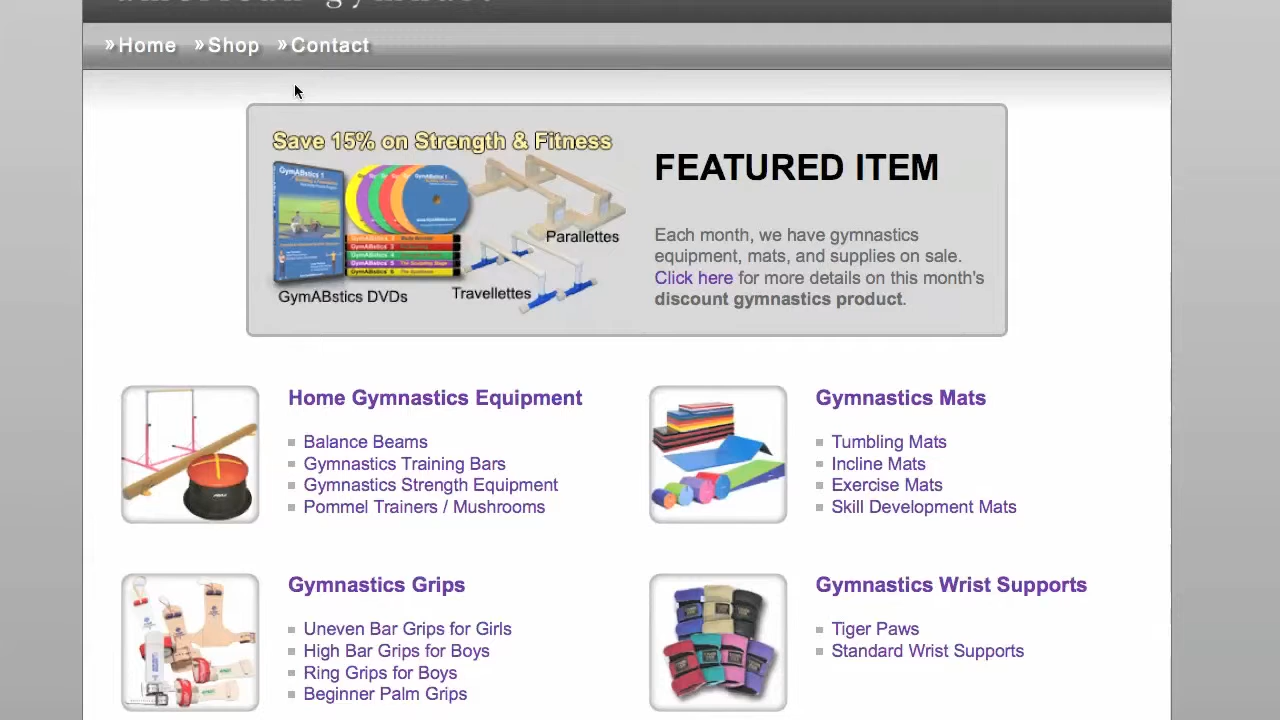 » Home » Shop » Contact
Save 15% on Strength & Fitness
GymABstics 1
Parallettes
Travellettes
GymABstics DVDs
FEATURED ITEM
Each month, we have gymnastics
equipment, mats, and supplies on sale.
Click here for more details on this month's
discount gymnastics product.
Home Gymnastics Equipment
Balance Beams
Gymnastics Training Bars
Gymnastics Strength Equipment
Pommel Trainers / Mushrooms
Gymnastics Mats
Tumbling Mats
Incline Mats
Exercise Mats
Skill Development Mats
Gymnastics Grips
Uneven Bar Grips for Girls
High Bar Grips for Boys
Ring Grips for Boys
Beginner Palm Grips
Gymnastics Wrist Supports
Tiger Paws
Standard Wrist Supports